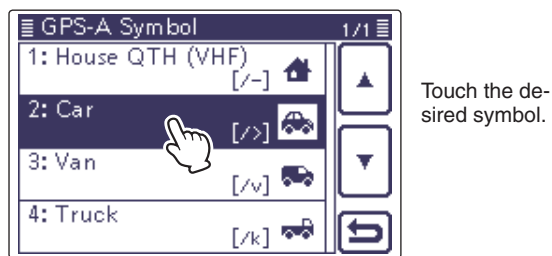 GPS-A Symbol
1/1
1: House QTH (VHF)
[/-]
2: Car
[/>]
3: Van
[/v]
4: Truck
[/k]
Touch the de-
sired symbol.